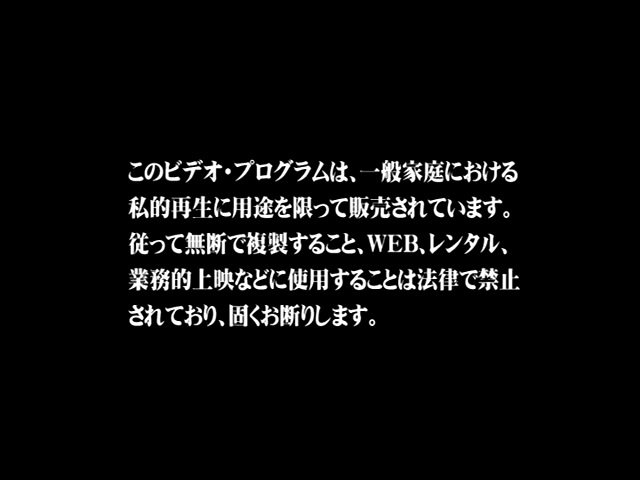 このビデオ・プログラムは、一般家庭における
私的再生に用途を限って販売されています。
従って無断で複製すること、WEB、レンタル、
業務的上映などに使用することは法律で禁止
されており、固くお断りします。